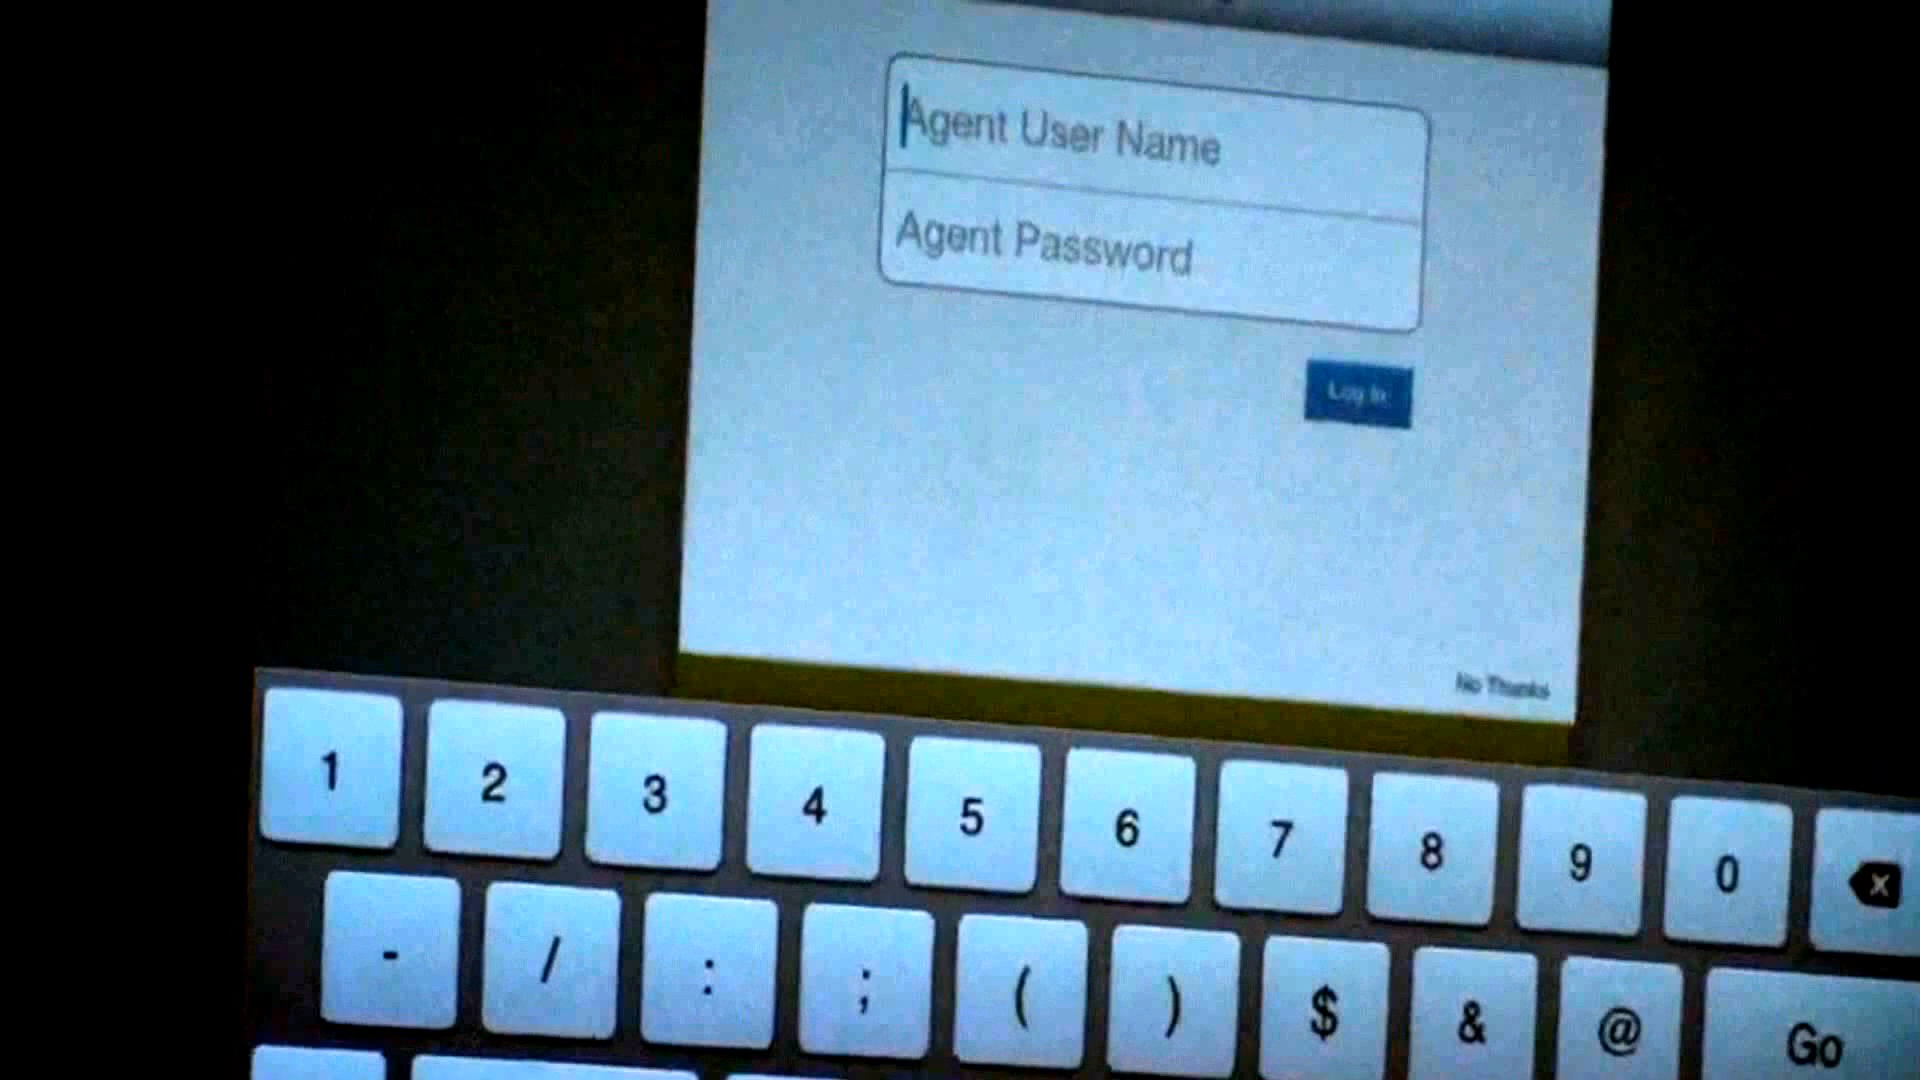 Agent User Name
Agent Password
Log In
No Thanks
1 2 3 4 5 6 7 8 9 0
- / : ; ( ) $ & @ Go